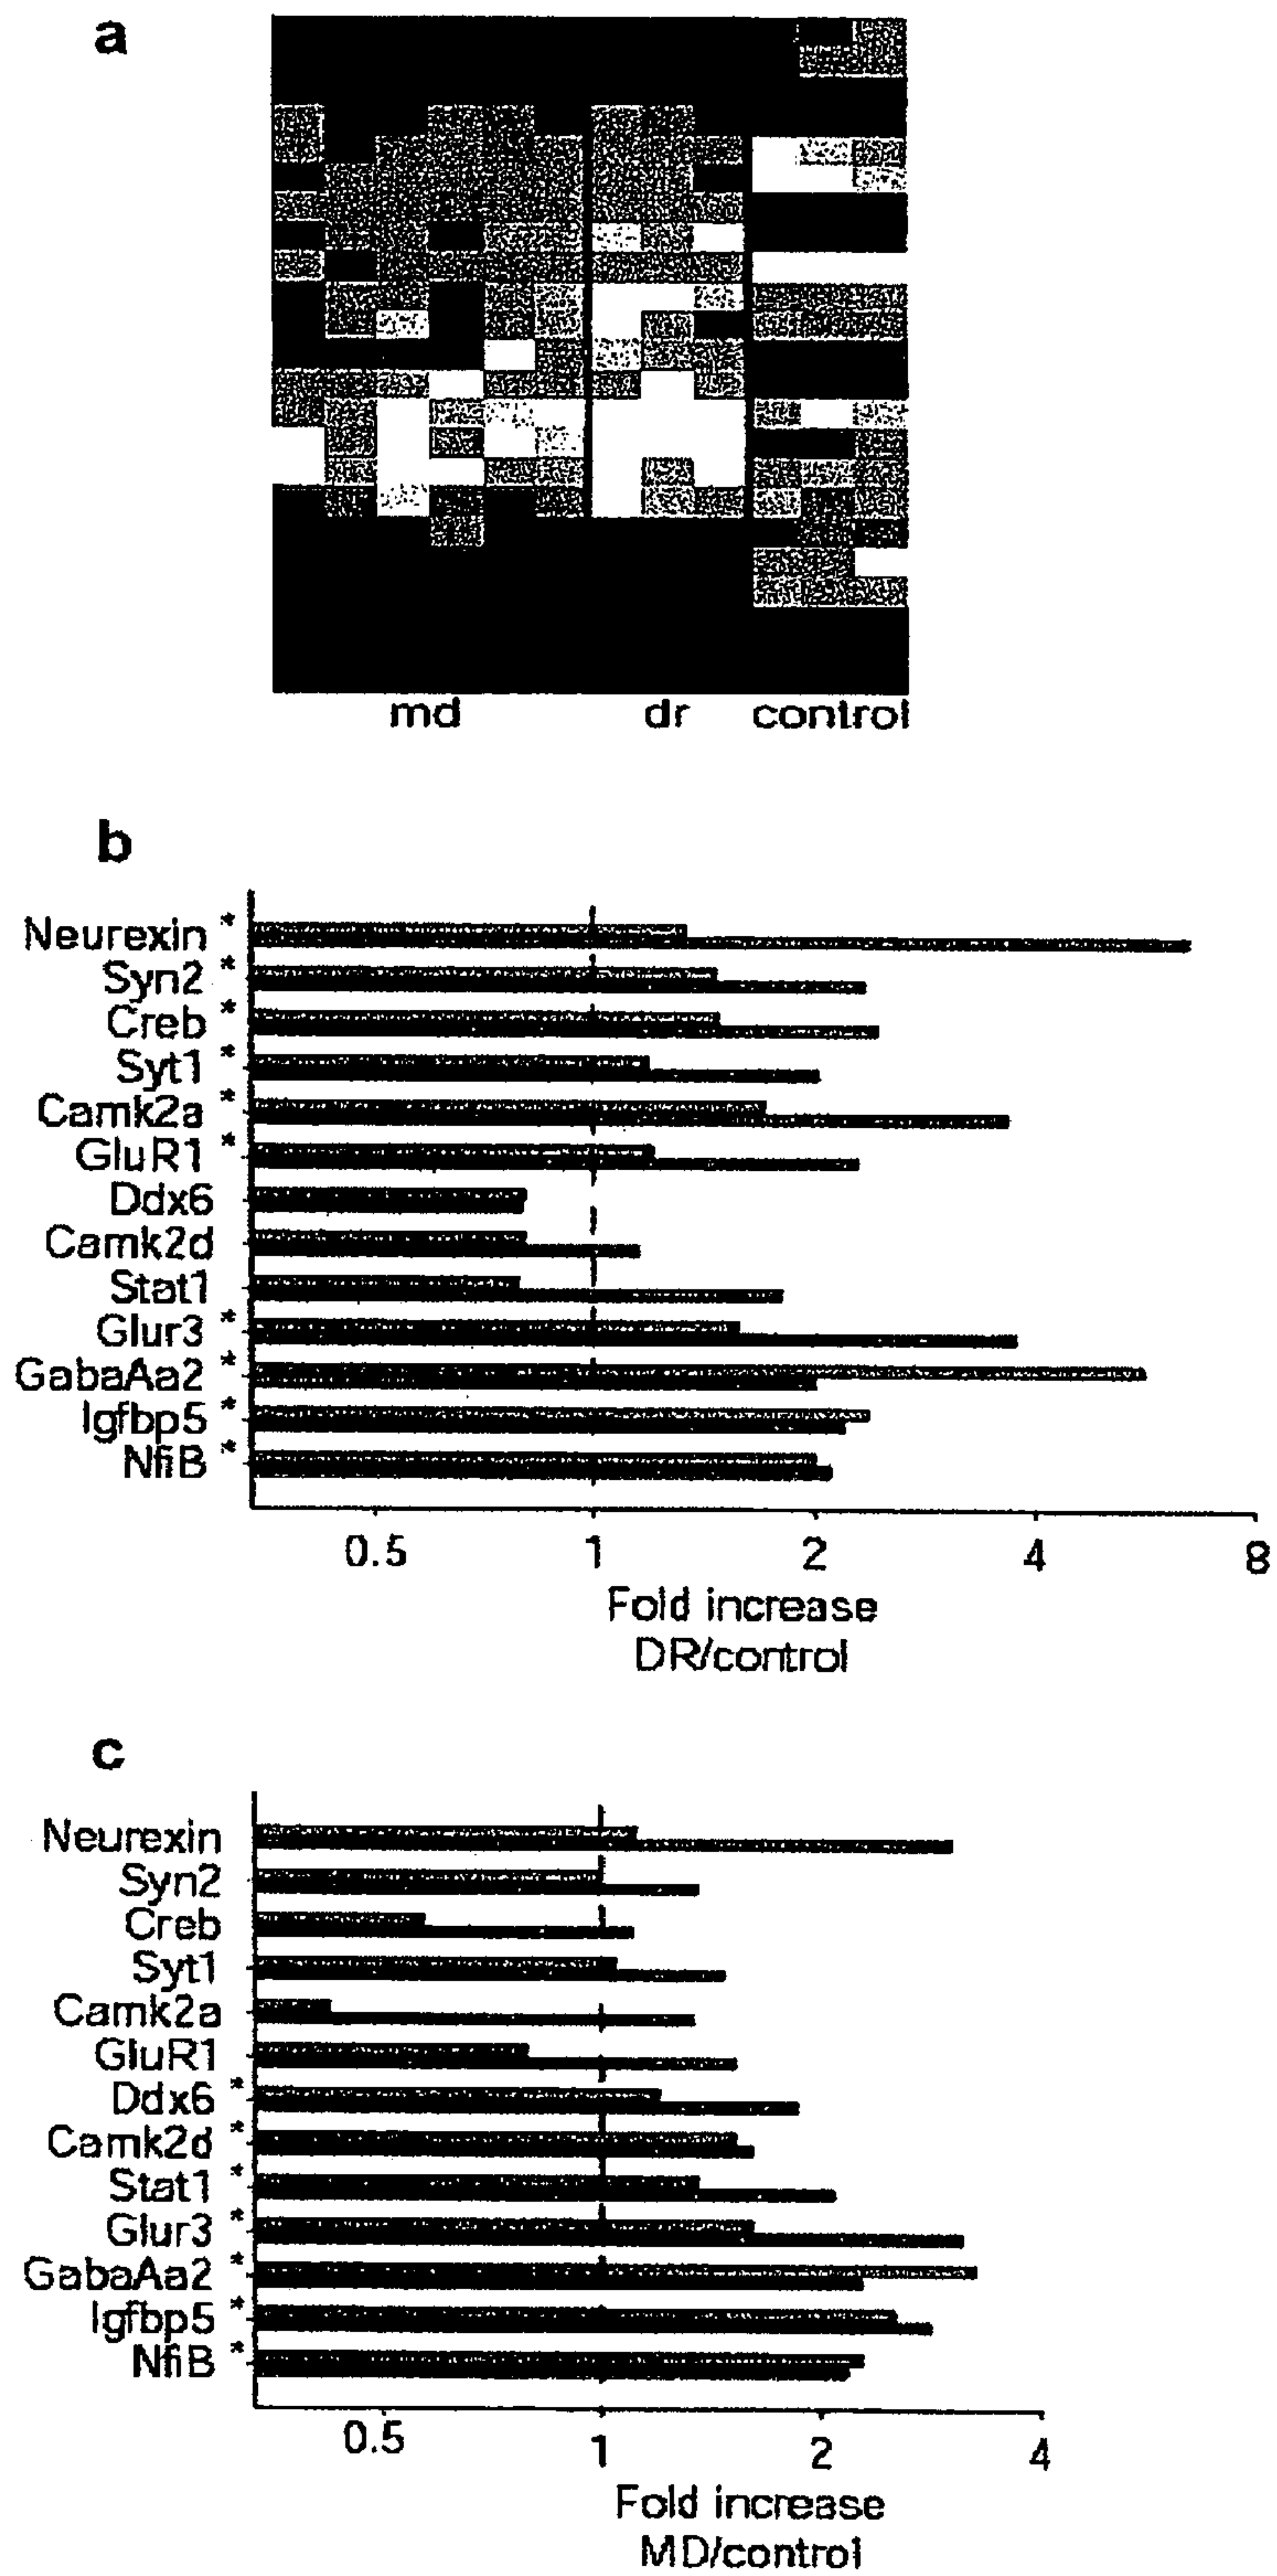 a
md dr control
b
Neurexin *
Syn2 *
Creb *
Syt1 *
Camk2a *
GluR1 *
Ddx6
Camk2d
Stat1
Glur3 *
GabaAa2 *
Igfbp5 *
NfiB *
0.5 1 2 4 8
Fold increase
DR/control
c
Neurexin
Syn2
Creb
Syt1
Camk2a
GluR1
Ddx6 *
Camk2d *
Stat1 *
Glur3 *
GabaAa2 *
Igfbp5 *
NfiB *
0.5 1 2 4
Fold increase
MD/control